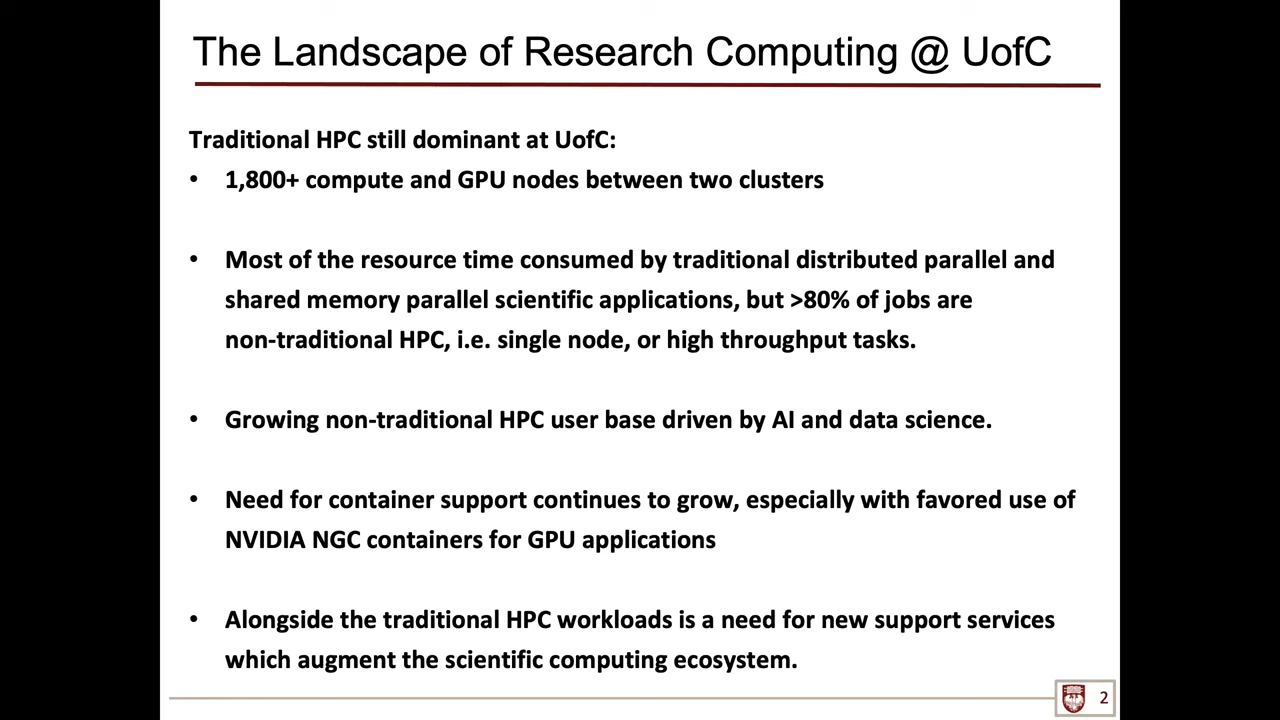 The Landscape of Research Computing @ UofC
Traditional HPC still dominant at UofC:
• 1,800+ compute and GPU nodes between two clusters
• Most of the resource time consumed by traditional distributed parallel and
shared memory parallel scientific applications, but >80% of jobs are
non-traditional HPC, i.e. single node, or high throughput tasks.
• Growing non-traditional HPC user base driven by AI and data science.
• Need for container support continues to grow, especially with favored use of
NVIDIA NGC containers for GPU applications
• Alongside the traditional HPC workloads is a need for new support services
which augment the scientific computing ecosystem.
2